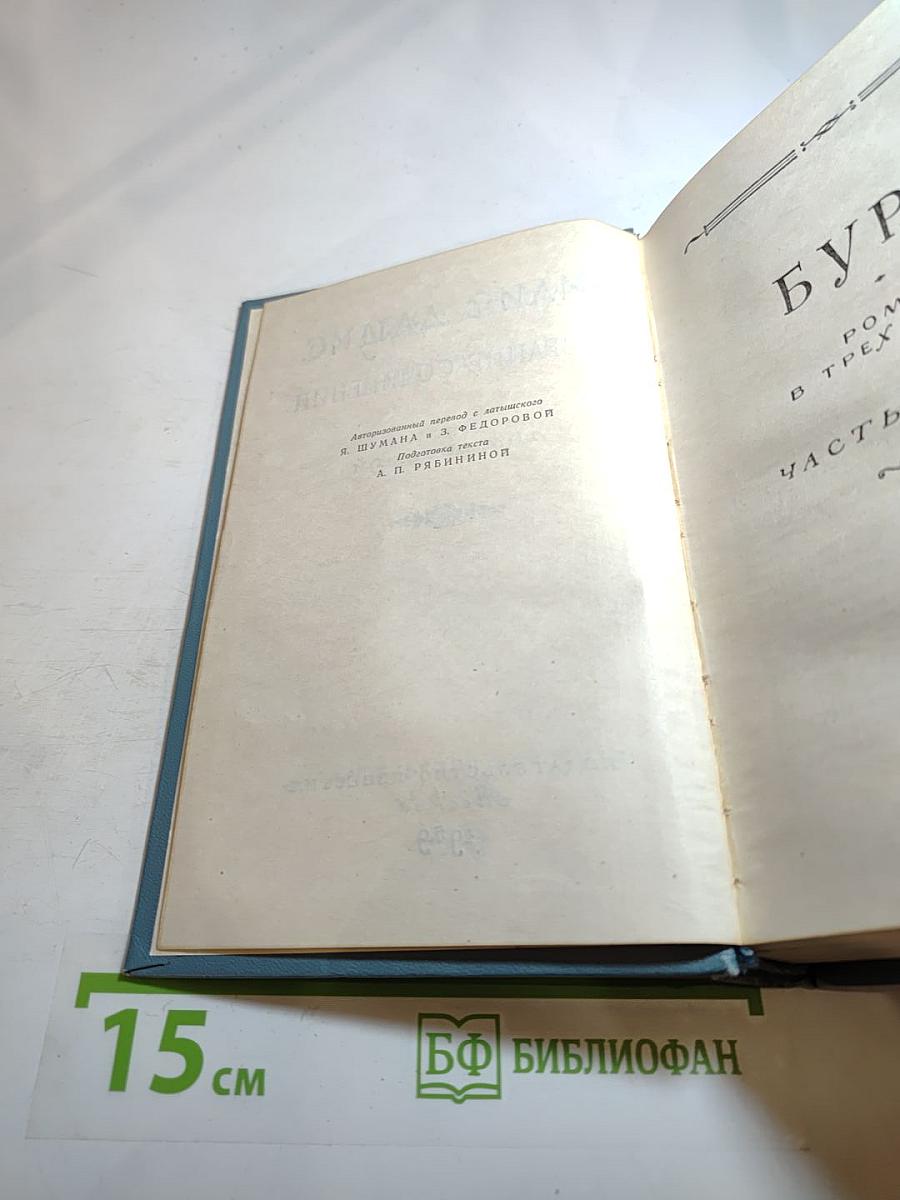 Авторизованный перевод с латышского
Я. ШУМАНА и З. ФЕДОРОВОЙ
Подготовка текста
А. П. РЯБИНИНОЙ
БУР
РОМ
В ТРЕХ
ЧАСТЬ
15 см
БФ БИБЛИОФАН